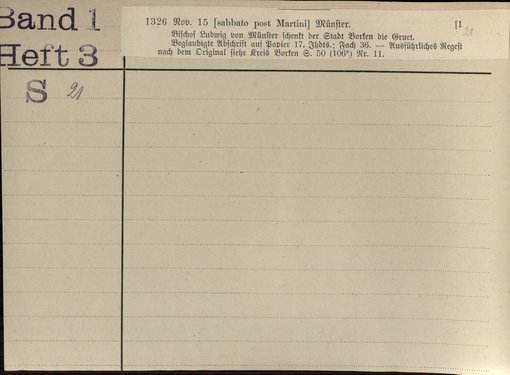 Band 1
Heft 3
S 21
1326 Nov. 15 [sabbato post Martini] Münster. [1
21
Bischof Ludwig von Münster schenkt der Stadt Borken die Gruet.
Beglaubigte Abschrift auf Papier 17. Jhdts.; Fach 36. — Ausführliches Regest
nach dem Original siehe Kreis Borken S. 50 (106*) Nr. 11.